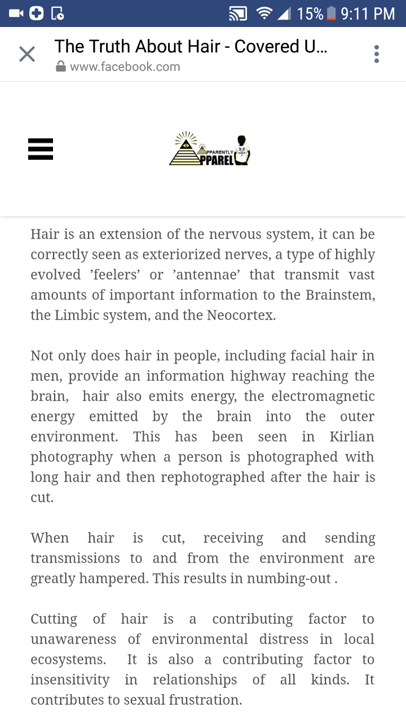 15% 9:11 PM
The Truth About Hair - Covered U...
www.facebook.com
APPARENTLY
APPAREL
Hair is an extension of the nervous system, it can be
correctly seen as exteriorized nerves, a type of highly
evolved ’feelers’ or ’antennae’ that transmit vast
amounts of important information to the Brainstem,
the Limbic system, and the Neocortex.
Not only does hair in people, including facial hair in
men, provide an information highway reaching the
brain, hair also emits energy, the electromagnetic
energy emitted by the brain into the outer
environment. This has been seen in Kirlian
photography when a person is photographed with
long hair and then rephotographed after the hair is
cut.
When hair is cut, receiving and sending
transmissions to and from the environment are
greatly hampered. This results in numbing-out .
Cutting of hair is a contributing factor to
unawareness of environmental distress in local
ecosystems. It is also a contributing factor to
insensitivity in relationships of all kinds. It
contributes to sexual frustration.